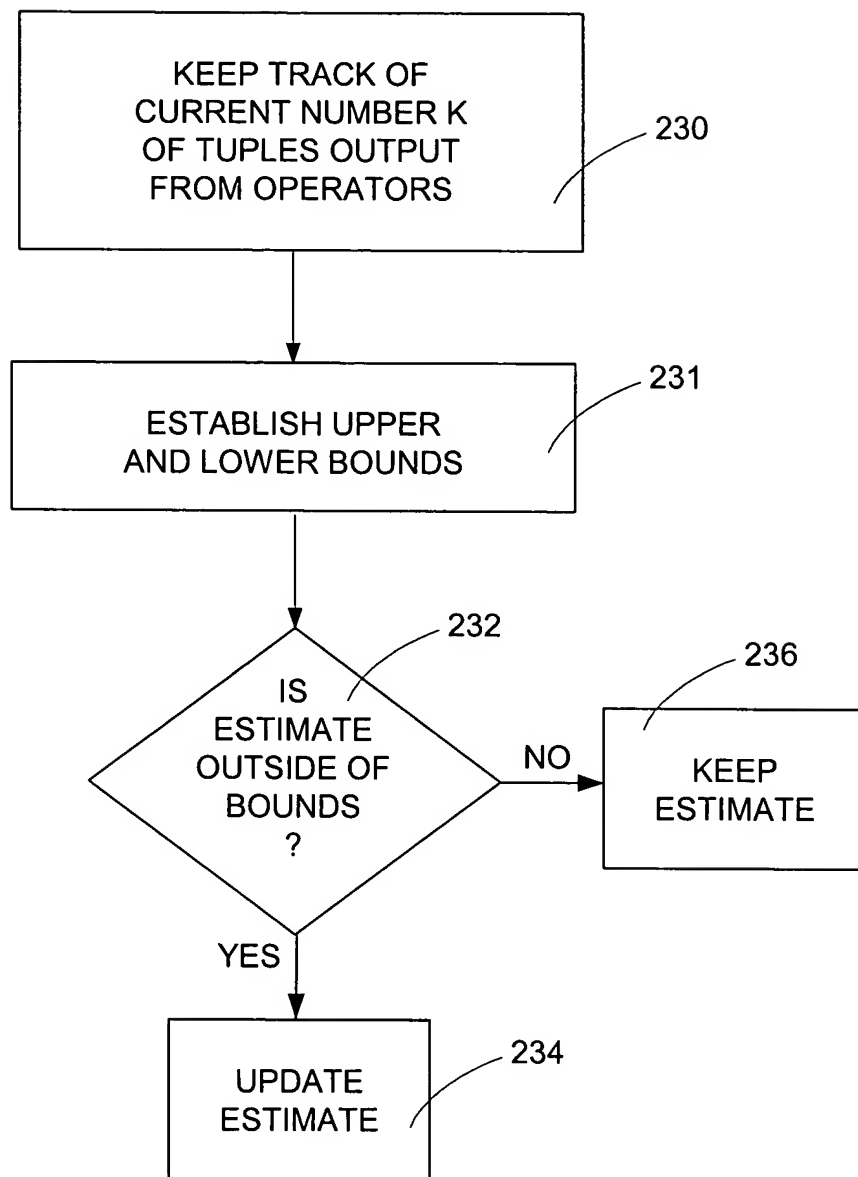 KEEP TRACK OF
CURRENT NUMBER K
OF TUPLES OUTPUT
FROM OPERATORS
230
231
ESTABLISH UPPER
AND LOWER BOUNDS
232
IS
ESTIMATE
OUTSIDE OF
BOUNDS
?
236
NO
KEEP
ESTIMATE
YES
234
UPDATE
ESTIMATE